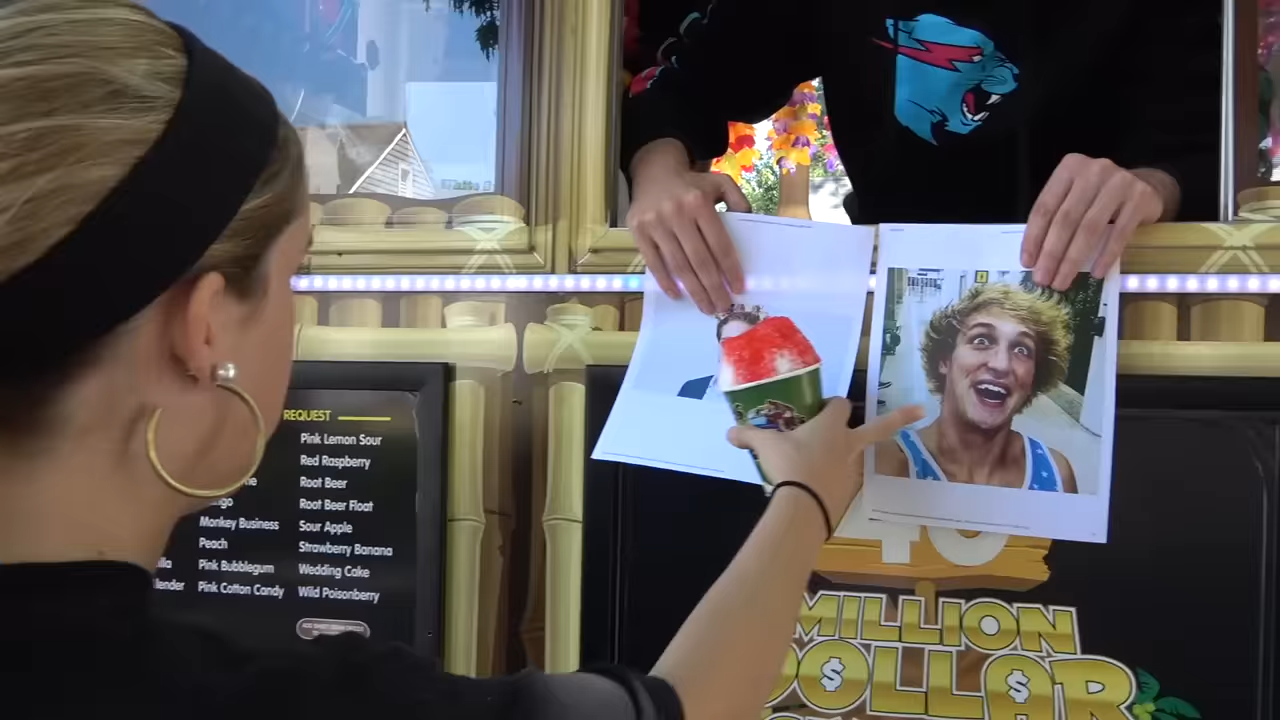 REQUEST
Pink Lemon Sour
Red Raspberry
Root Beer
Root Beer Float
Monkey Business
Sour Apple
Peach
Strawberry Banana
Pink Bubblegum
Wedding Cake
Pink Cotton Candy
Wild Poisonberry
40
MILLION
DOLLAR